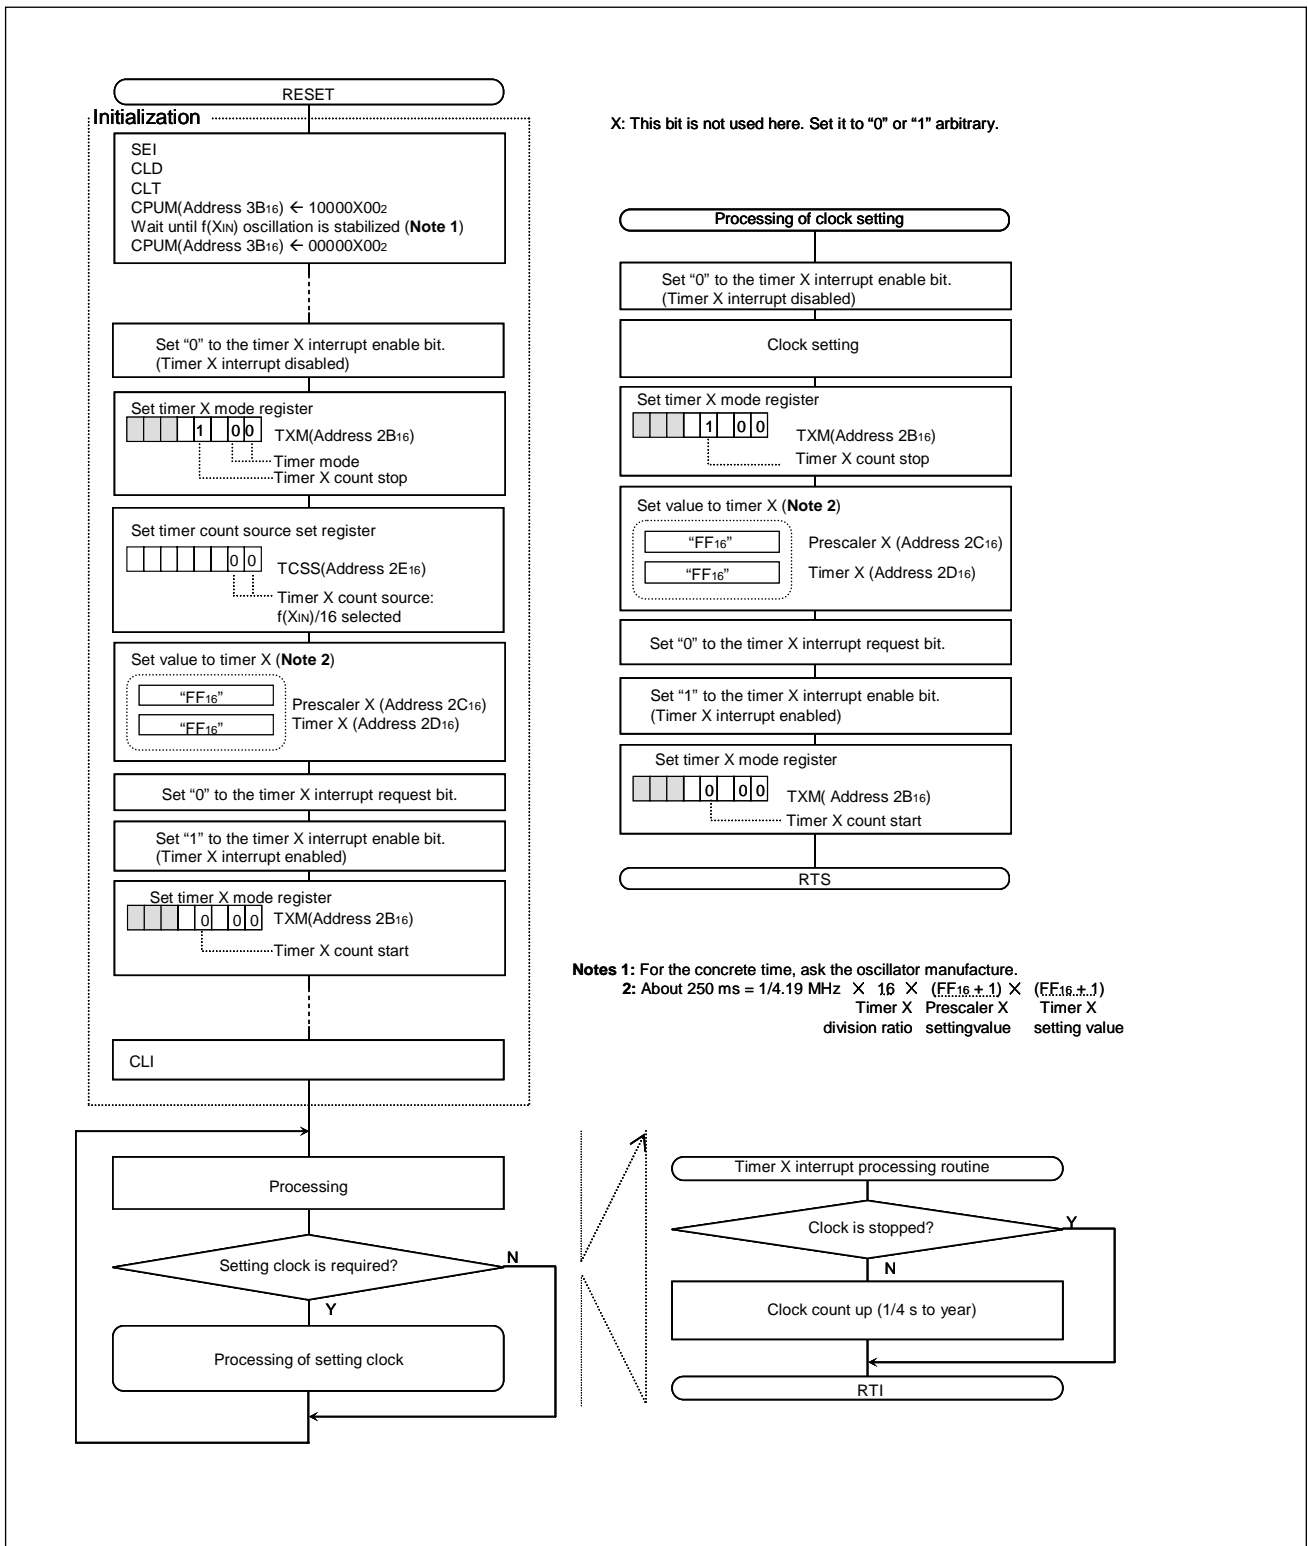 RESET
Initialization
SEI
CLD
CLT
CPUM(Address 3B16) ← 10000X002
Wait until f(XIN) oscillation is stabilized (Note 1)
CPUM(Address 3B16) ← 00000X002
Set “0” to the timer X interrupt enable bit.
(Timer X interrupt disabled)
Set timer X mode register
1 0 0
TXM(Address 2B16)
Timer mode
Timer X count stop
Set timer count source set register
0 0
TCSS(Address 2E16)
Timer X count source:
f(XIN)/16 selected
Set value to timer X (Note 2)
“FF16”
Prescaler X (Address 2C16)
“FF16”
Timer X (Address 2D16)
Set “0” to the timer X interrupt request bit.
Set “1” to the timer X interrupt enable bit.
(Timer X interrupt enabled)
Set timer X mode register
0 0 0
TXM(Address 2B16)
Timer X count start
CLI
Processing
Setting clock is required?
N
Y
Processing of setting clock
X: This bit is not used here. Set it to “0” or “1” arbitrary.
Processing of clock setting
Set “0” to the timer X interrupt enable bit.
(Timer X interrupt disabled)
Clock setting
Set timer X mode register
1 0 0
TXM(Address 2B16)
Timer X count stop
Set value to timer X (Note 2)
“FF16”
Prescaler X (Address 2C16)
“FF16”
Timer X (Address 2D16)
Set “0” to the timer X interrupt request bit.
Set “1” to the timer X interrupt enable bit.
(Timer X interrupt enabled)
Set timer X mode register
0 0 0
TXM( Address 2B16)
Timer X count start
RTS
Notes 1: For the concrete time, ask the oscillator manufacture.
2: About 250 ms = 1/4.19 MHz × 16 × (FF16 + 1) × (FF16 + 1)
Timer X Prescaler X Timer X
division ratio settingvalue setting value
Timer X interrupt processing routine
Clock is stopped?
Y
N
Clock count up (1/4 s to year)
RTI